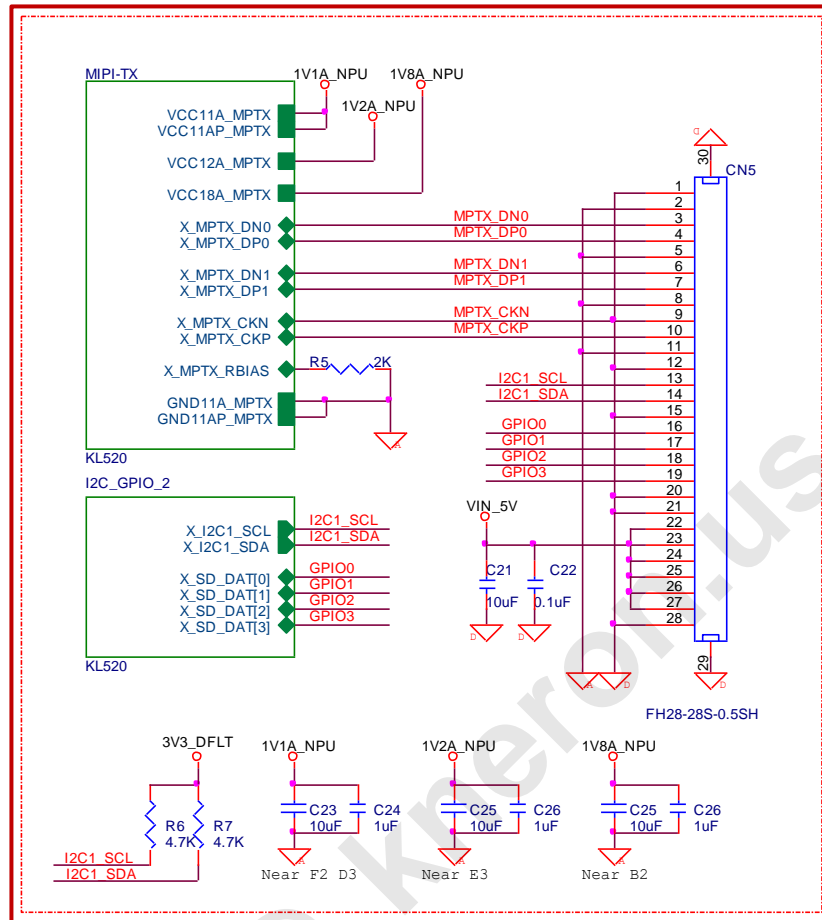 MIPI-TX
1V1A_NPU
1V8A_NPU
1V2A_NPU
VCC11A_MPTX
VCC11AP_MPTX
VCC12A_MPTX
VCC18A_MPTX
X_MPTX_DN0
X_MPTX_DP0
X_MPTX_DN1
X_MPTX_DP1
X_MPTX_CKN
X_MPTX_CKP
X_MPTX_RBIAS
GND11A_MPTX
GND11AP_MPTX
R5
2K
A
KL520
MPTX_DN0
MPTX_DP0
MPTX_DN1
MPTX_DP1
MPTX_CKN
MPTX_CKP
I2C1_SCL
I2C1_SDA
GPIO0
GPIO1
GPIO2
GPIO3
D
30
CN5
1
2
3
4
5
6
7
8
9
10
11
12
13
14
15
16
17
18
19
20
21
22
23
24
25
26
27
28
29
A
D
D
FH28-28S-0.5SH
I2C_GPIO_2
X_I2C1_SCL
X_I2C1_SDA
X_SD_DAT[0]
X_SD_DAT[1]
X_SD_DAT[2]
X_SD_DAT[3]
I2C1_SCL
I2C1_SDA
GPIO0
GPIO1
GPIO2
GPIO3
KL520
VIN_5V
C21
10uF
C22
0.1uF
D
D
3V3_DFLT
R6
4.7K
R7
4.7K
I2C1_SCL
I2C1_SDA
1V1A_NPU
C23
10uF
C24
1uF
A
Near F2 D3
1V2A_NPU
C25
10uF
C26
1uF
A
Near E3
1V8A_NPU
C25
10uF
C26
1uF
A
Near B2
kneron.us